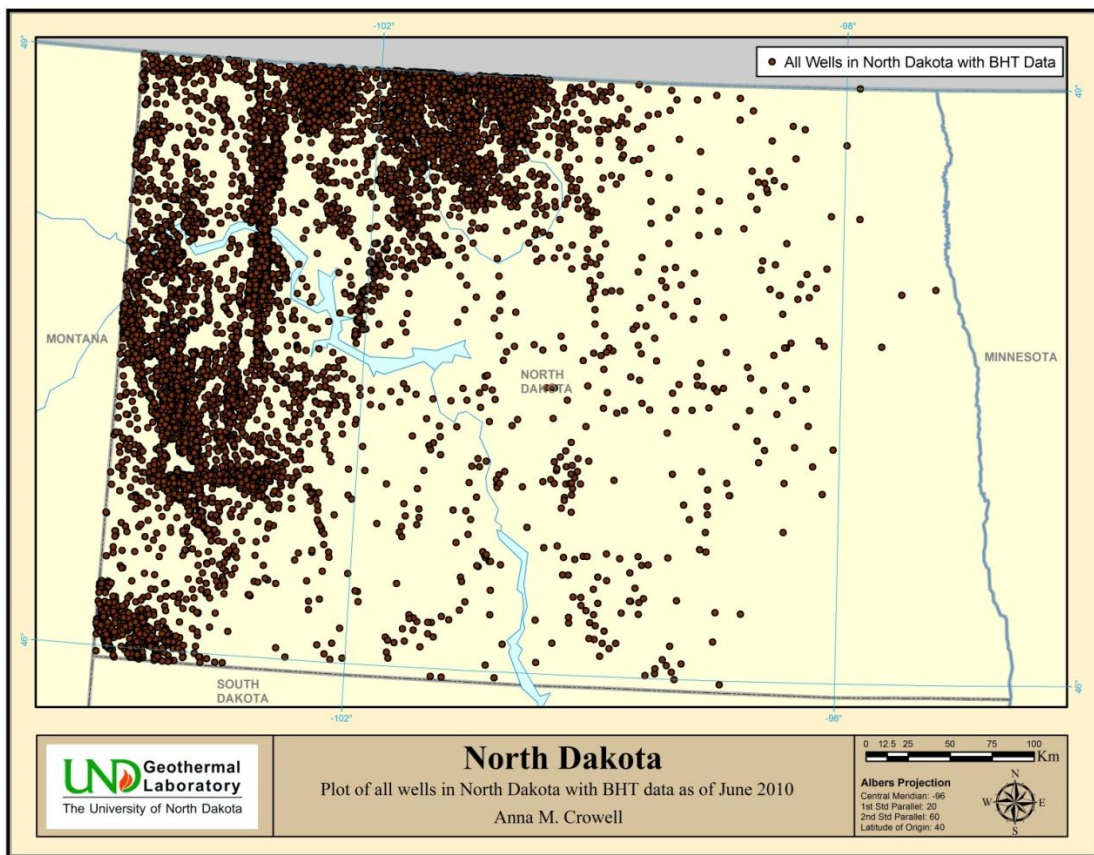 -102°
-98°
49°
49°
All Wells in North Dakota with BHT Data
MONTANA
NORTH
DAKOTA
MINNESOTA
46°
46°
SOUTH
DAKOTA
-102°
-98°
UND Geothermal
Laboratory
The University of North Dakota
North Dakota
Plot of all wells in North Dakota with BHT data as of June 2010
Anna M. Crowell
0 12.5 25 50 75 100
Km
Albers Projection
Central Meridian: -96
1st Std Parallel: 20
2nd Std Parallel: 60
Latitude of Origin: 40
N
W E
S